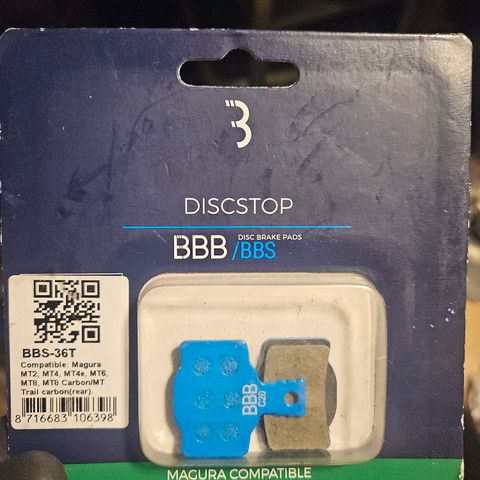 B
DISCSTOP
BBB/BBS
DISC BRAKE PADS
BBS-36T
Compatible: Magura
MT2, MT4, MT4e, MT6,
MT8, MT8 Carbon/MT
Trail carbon(rear).
8 716683 106398
BBB
C20
MAGURA COMPATIBLE